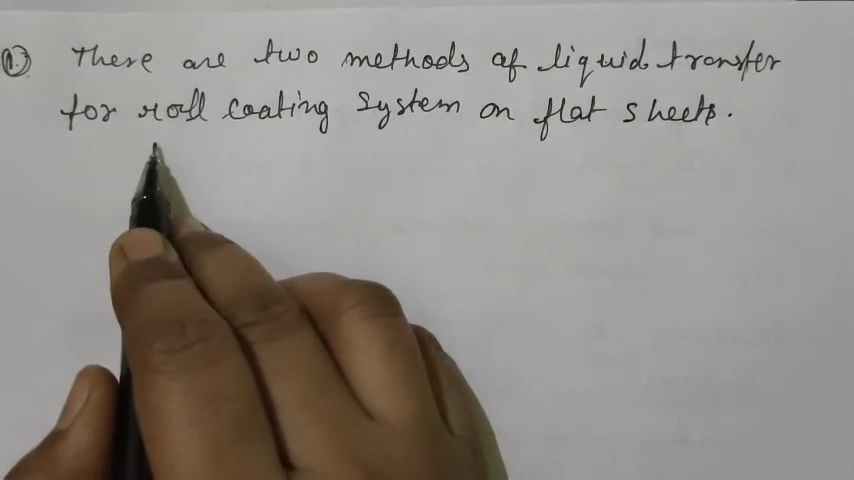 1.) There are two methods of liquid transfer
for roll coating system on flat sheets.